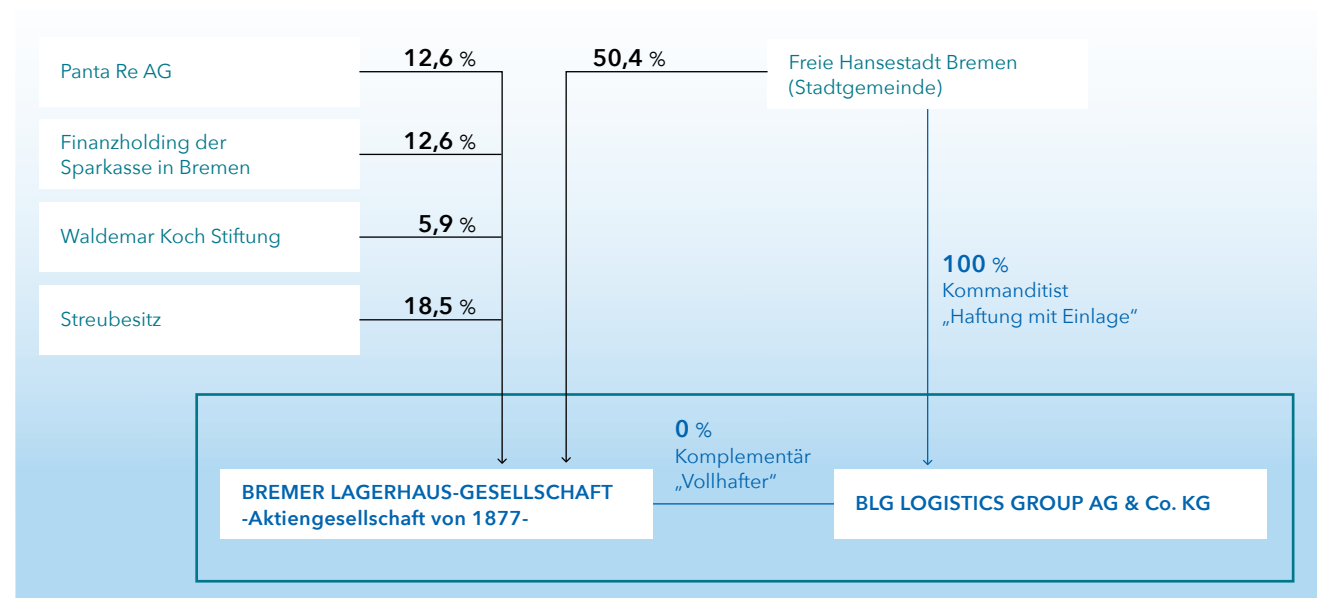 Panta Re AG
12,6 %
50,4 %
Freie Hansestadt Bremen
(Stadtgemeinde)
Finanzholding der
Sparkasse in Bremen
12,6 %
Waldemar Koch Stiftung
5,9 %
Streubesitz
18,5 %
100 %
Kommanditist
„Haftung mit Einlage“
0 %
Komplementär
„Vollhafter“
BREMER LAGERHAUS-GESELLSCHAFT
-Aktiengesellschaft von 1877-
BLG LOGISTICS GROUP AG & Co. KG